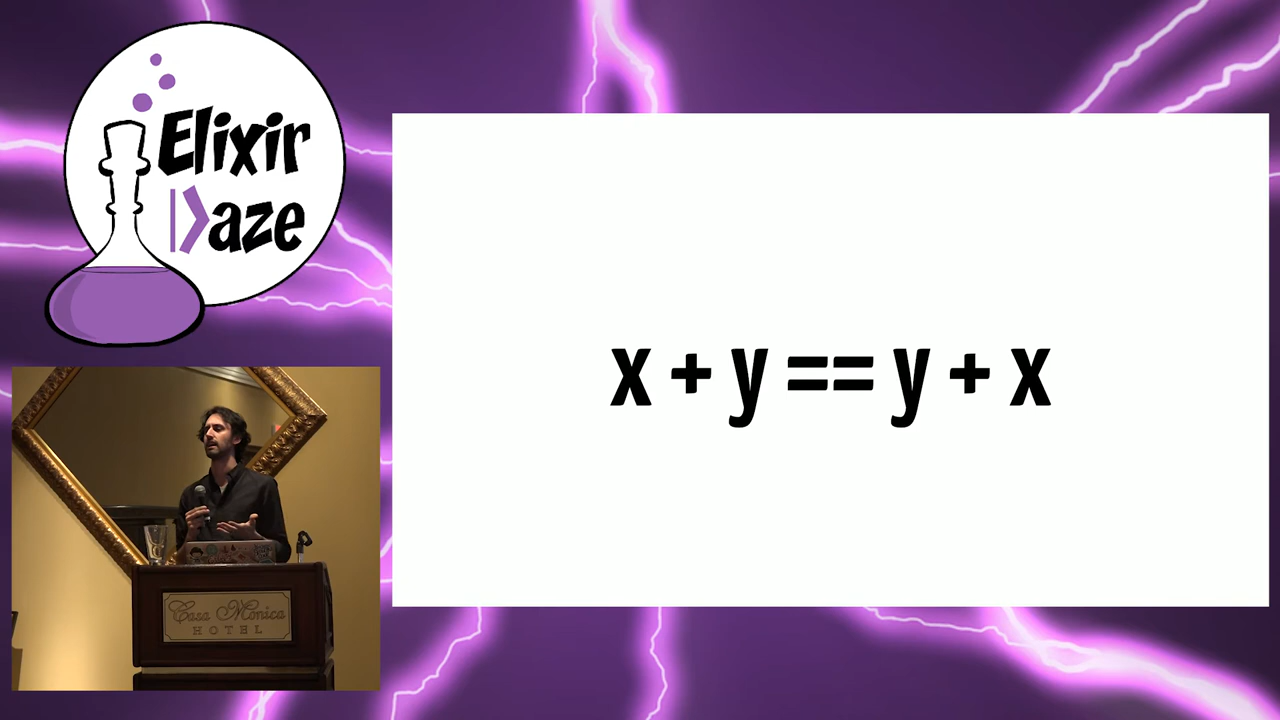 Elixir
|>aze
x + y == y + x
Casa Monica
HOTEL